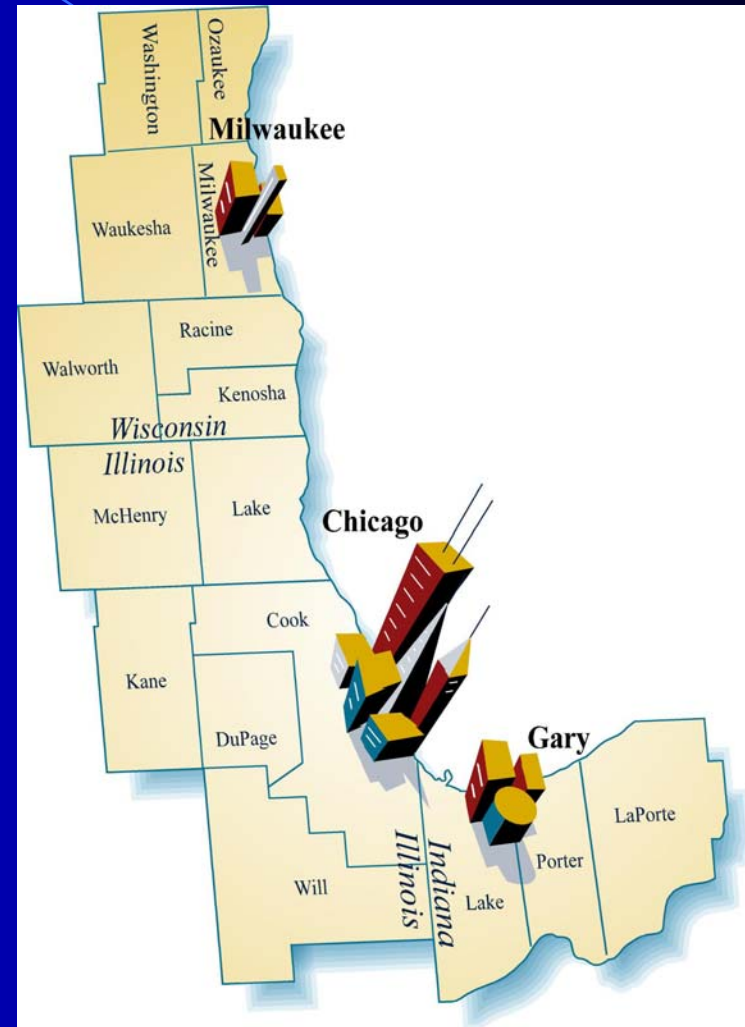 Washington
Ozaukee
Milwaukee
Waukesha
Milwaukee
Racine
Walworth
Kenosha
Wisconsin
Illinois
McHenry
Lake
Chicago
Cook
Kane
DuPage
Gary
LaPorte
Illinois
Indiana
Porter
Will
Lake